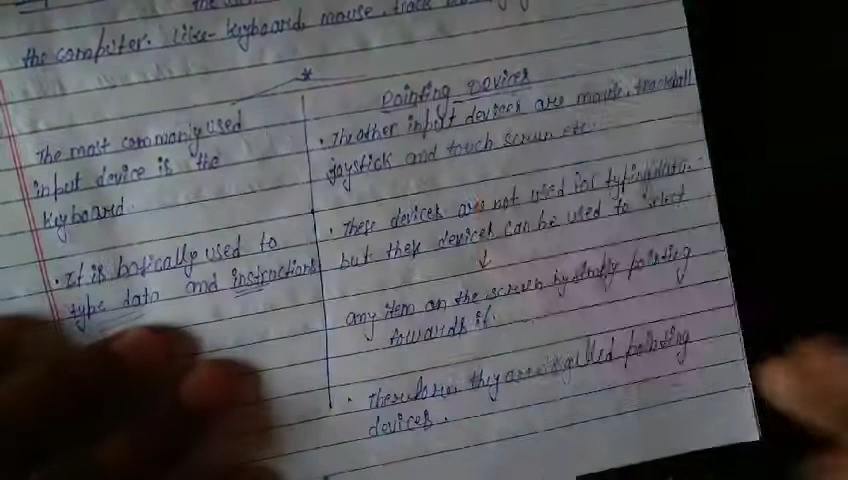 the computer. Like- keyboard, mouse, track
*
The most commonly used
input device is the
keyboard.
• It is basically used to
type data and instructions
Pointing Devices
• The other input devices are mouse, trackball
joystick and touch screen etc.
• These devices are not used for typing data.
but they devices can be used to select
↓
any item on the screen by simply pointing
towards it.
• Therefore, they are called pointing
devices.